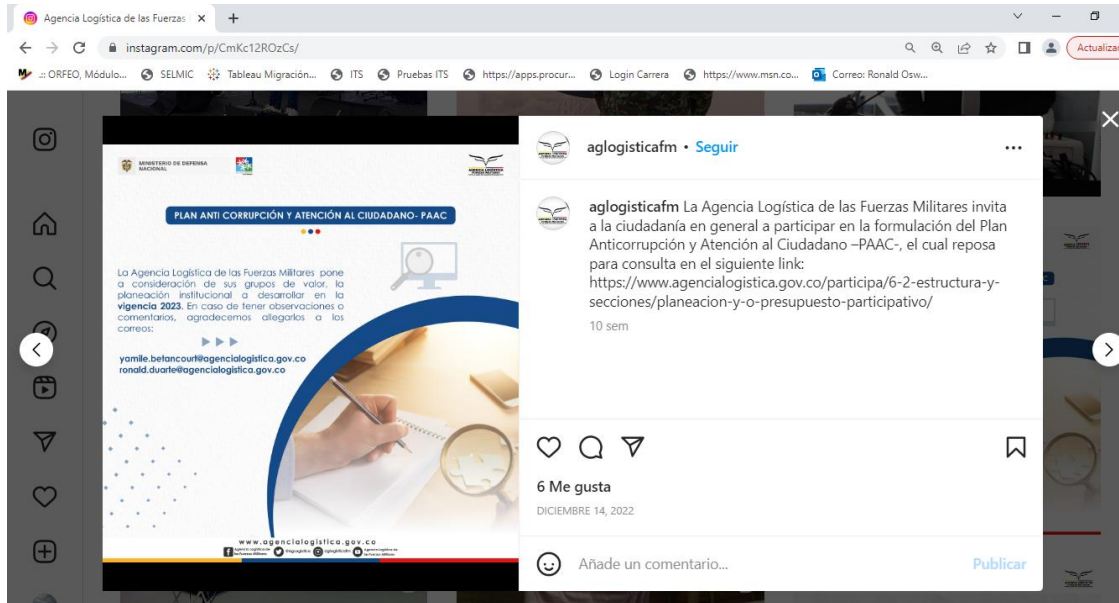 Agencia Logística de las Fuerzas
instagram.com/p/CmKc12ROzCs/
Actualizar
.:: ORFEO, Módulo... SELMIC Tableau Migración... ITS Pruebas ITS https://apps.procur... Login Carrera https://www.msn.co... Correo: Ronald Osw...
MINISTERIO DE DEFENSA
NACIONAL
PLAN ANTI CORRUPCIÓN Y ATENCIÓN AL CIUDADANO- PAAC
La Agencia Logística de las Fuerzas Militares pone
a consideración de sus grupos de valor, la
planeación institucional a desarrollar en la
vigencia 2023. En caso de tener observaciones o
comentarios, agradecemos allegarlos a los
correos:
yamile.betancourt@agencialogistica.gov.co
ronald.duarte@agencialogistica.gov.co
www.agencialogistica.gov.co
aglogisticafm • Seguir
aglogisticafm La Agencia Logística de las Fuerzas Militares invita
a la ciudadanía en general a participar en la formulación del Plan
Anticorrupción y Atención al Ciudadano –PAAC-, el cual reposa
para consulta en el siguiente link:
https://www.agencialogistica.gov.co/participa/6-2-estructura-y-
secciones/planeacion-y-o-presupuesto-participativo/
10 sem
6 Me gusta
DICIEMBRE 14, 2022
Añade un comentario...
Publicar